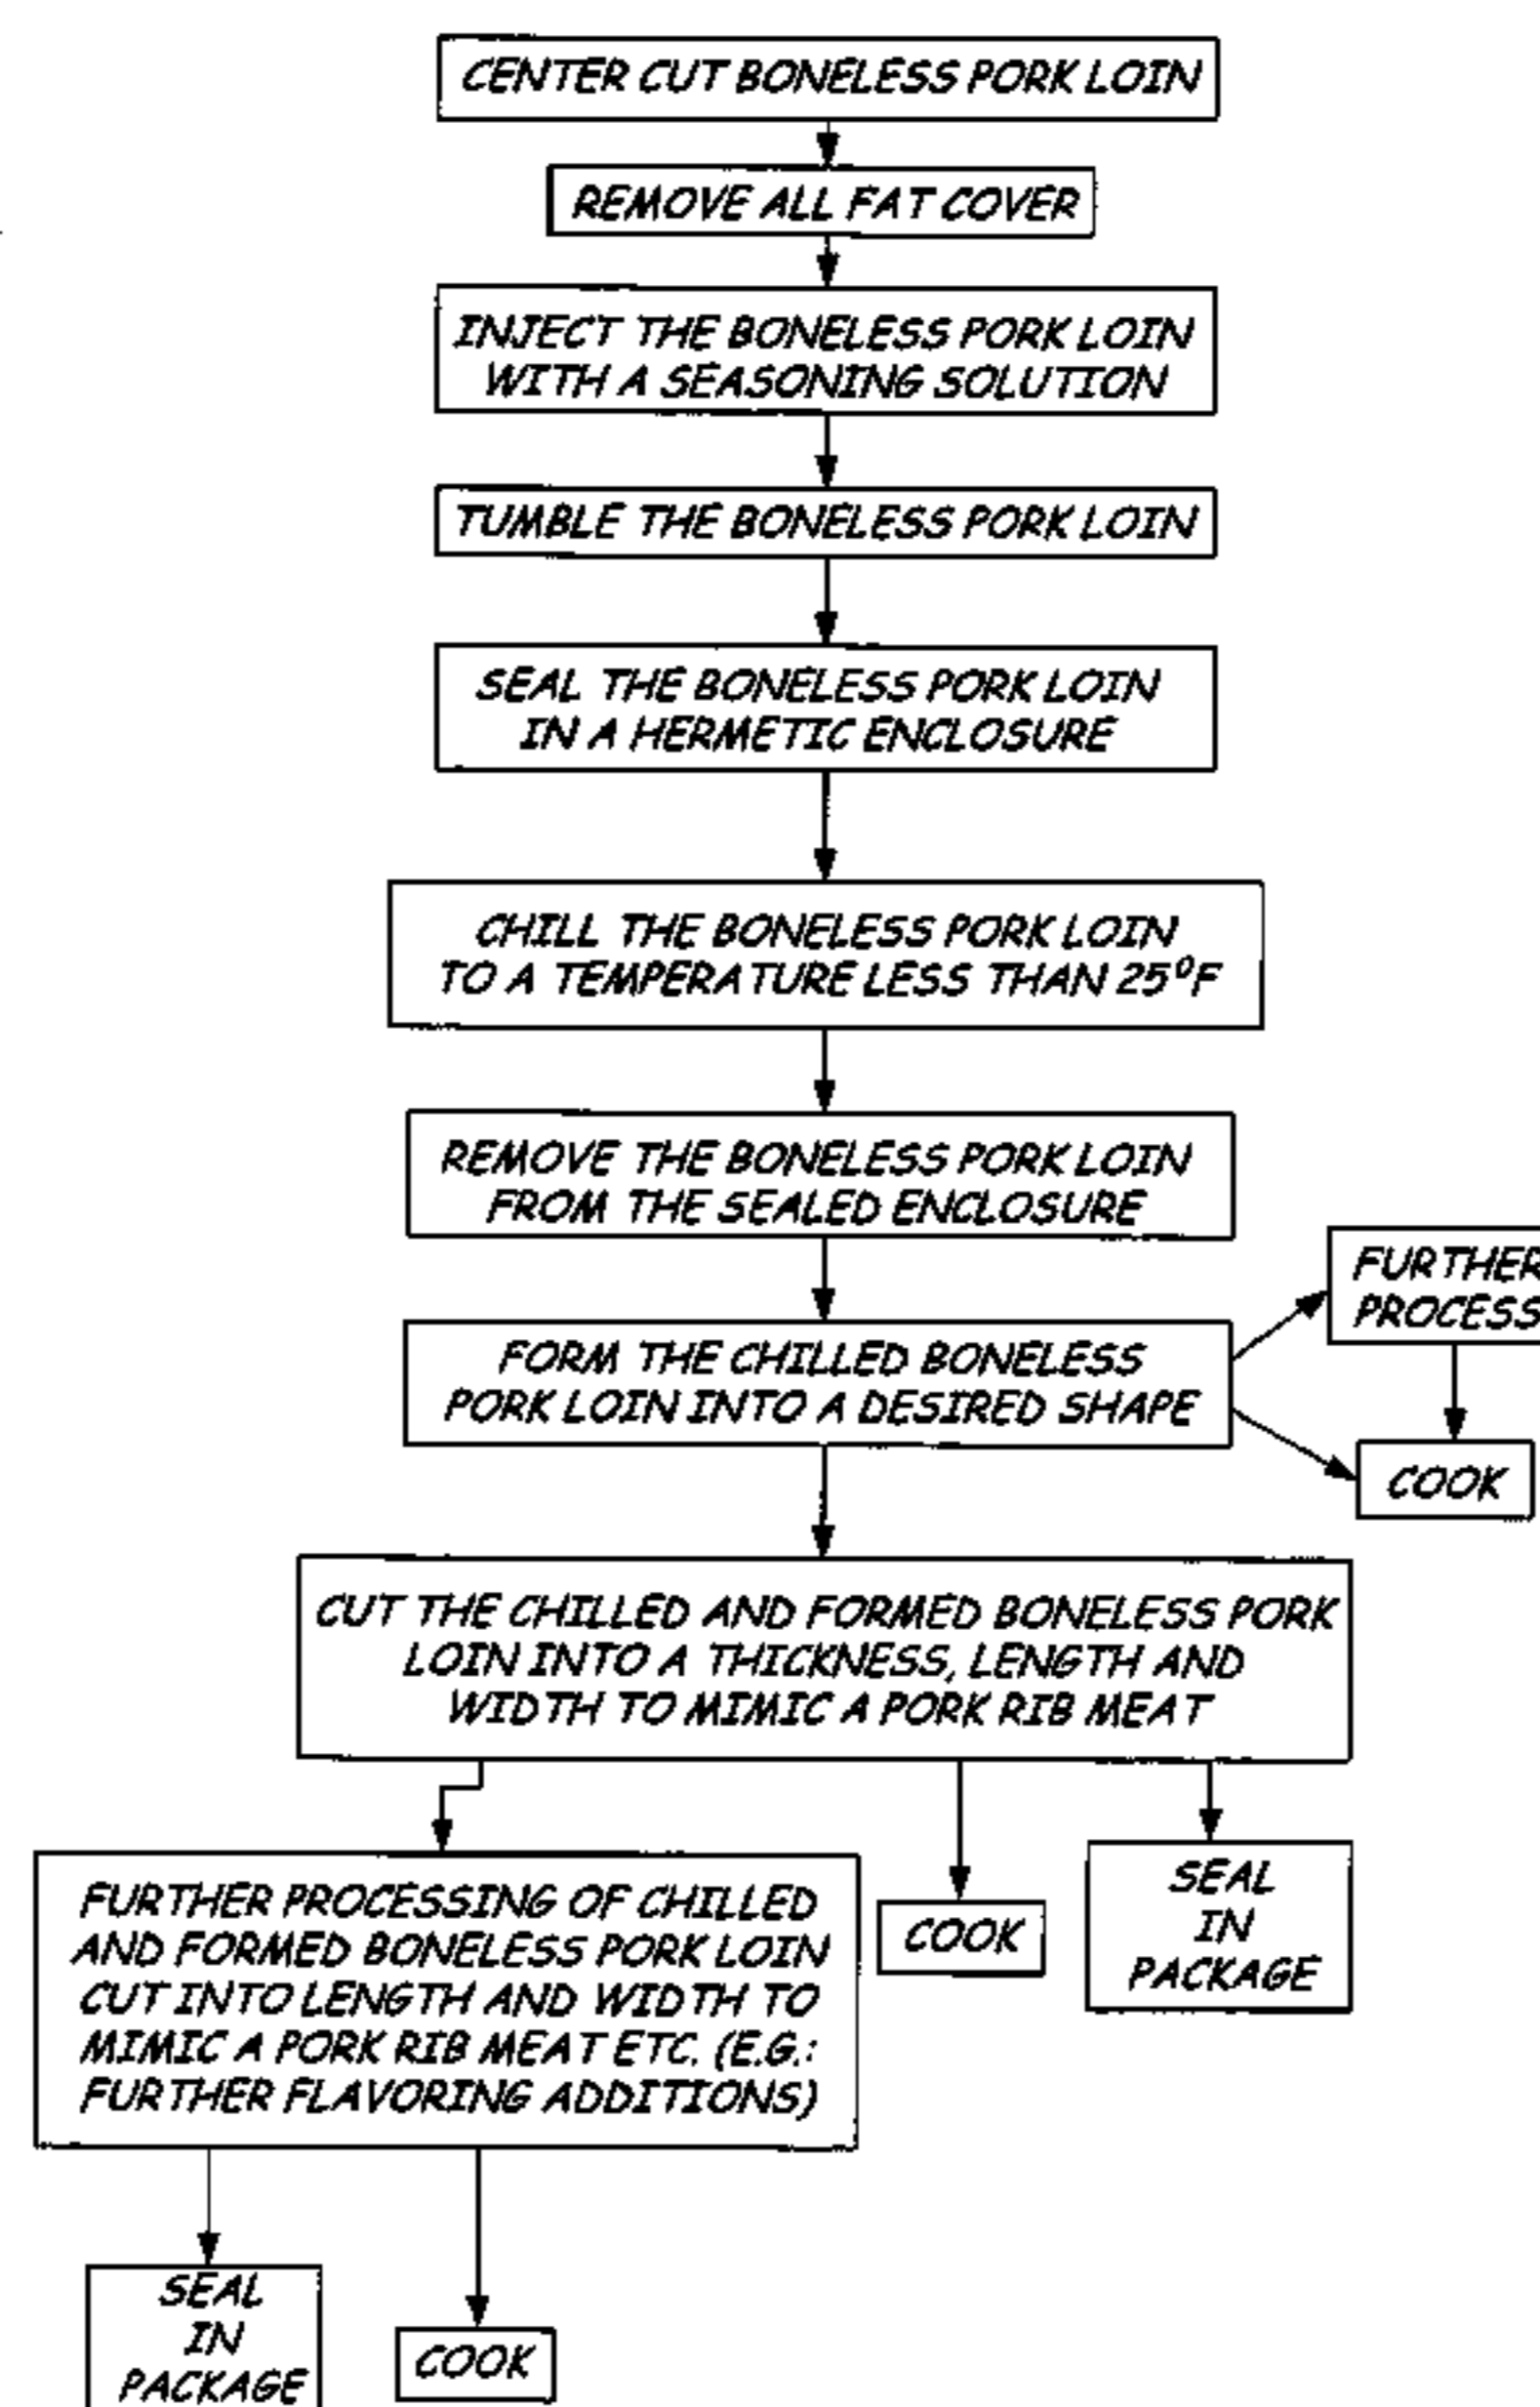 CENTER CUT BONELESS PORK LOIN
REMOVE ALL FAT COVER
INJECT THE BONELESS PORK LOIN
WITH A SEASONING SOLUTION
TUMBLE THE BONELESS PORK LOIN
SEAL THE BONELESS PORK LOIN
IN A HERMETIC ENCLOSURE
CHILL THE BONELESS PORK LOIN
TO A TEMPERATURE LESS THAN 25°F
REMOVE THE BONELESS PORK LOIN
FROM THE SEALED ENCLOSURE
FORM THE CHILLED BONELESS
PORK LOIN INTO A DESIRED SHAPE
FURTHER
PROCESS
COOK
CUT THE CHILLED AND FORMED BONELESS PORK
LOIN INTO A THICKNESS, LENGTH AND
WIDTH TO MIMIC A PORK RIB MEAT
FURTHER PROCESSING OF CHILLED
AND FORMED BONELESS PORK LOIN
CUT INTO LENGTH AND WIDTH TO
MIMIC A PORK RIB MEAT ETC. (E.G.:
FURTHER FLAVORING ADDITIONS)
COOK
SEAL
IN
PACKAGE
SEAL
IN
PACKAGE
COOK